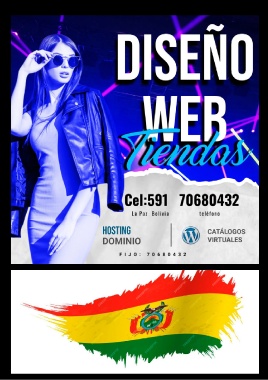 DISEÑO
WEB
Tiendas
Cel:591 70680432
La Paz Bolivia teléfono
HOSTING
DOMINIO
CATÁLOGOS
VIRTUALES
FIJO: 70680432